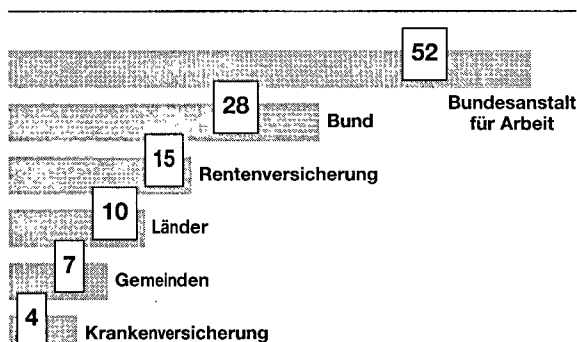 52
Bundesanstalt
für Arbeit
28
Bund
15
Rentenversicherung
10
Länder
7
Gemeinden
4
Krankenversicherung